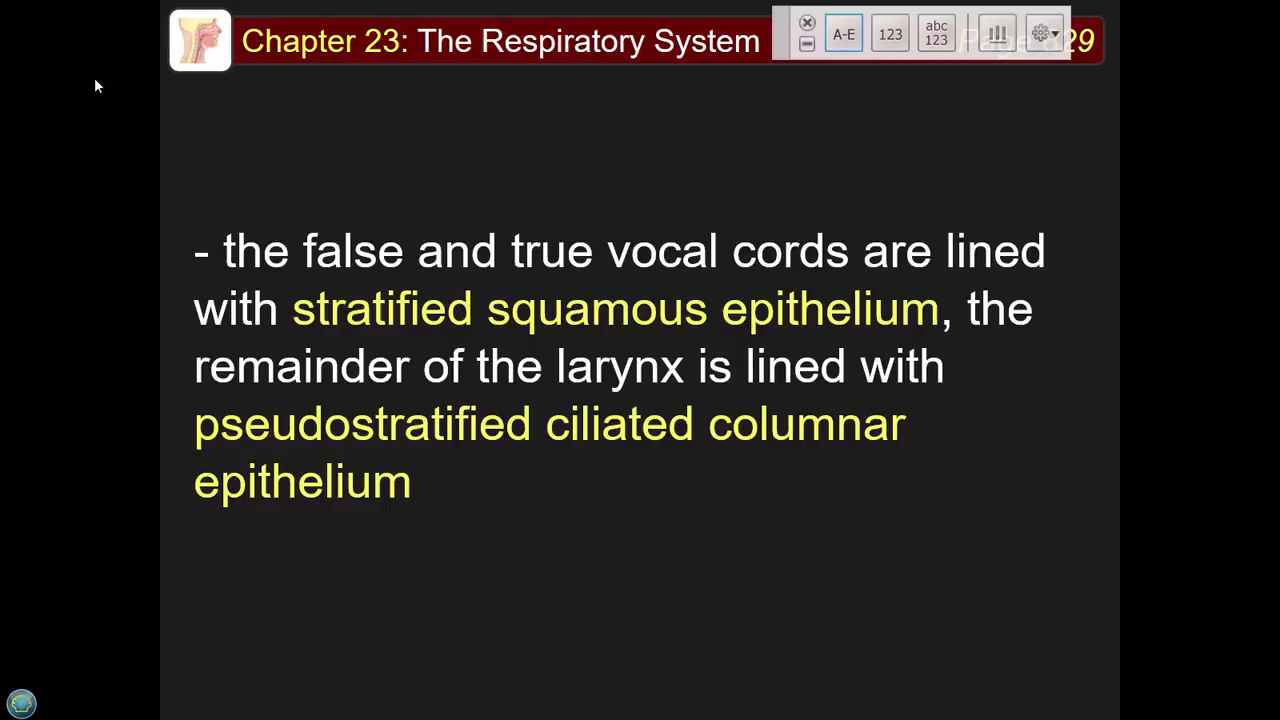 Chapter 23: The Respiratory System
A-E
123
abc
123
- the false and true vocal cords are lined
with stratified squamous epithelium, the
remainder of the larynx is lined with
pseudostratified ciliated columnar
epithelium